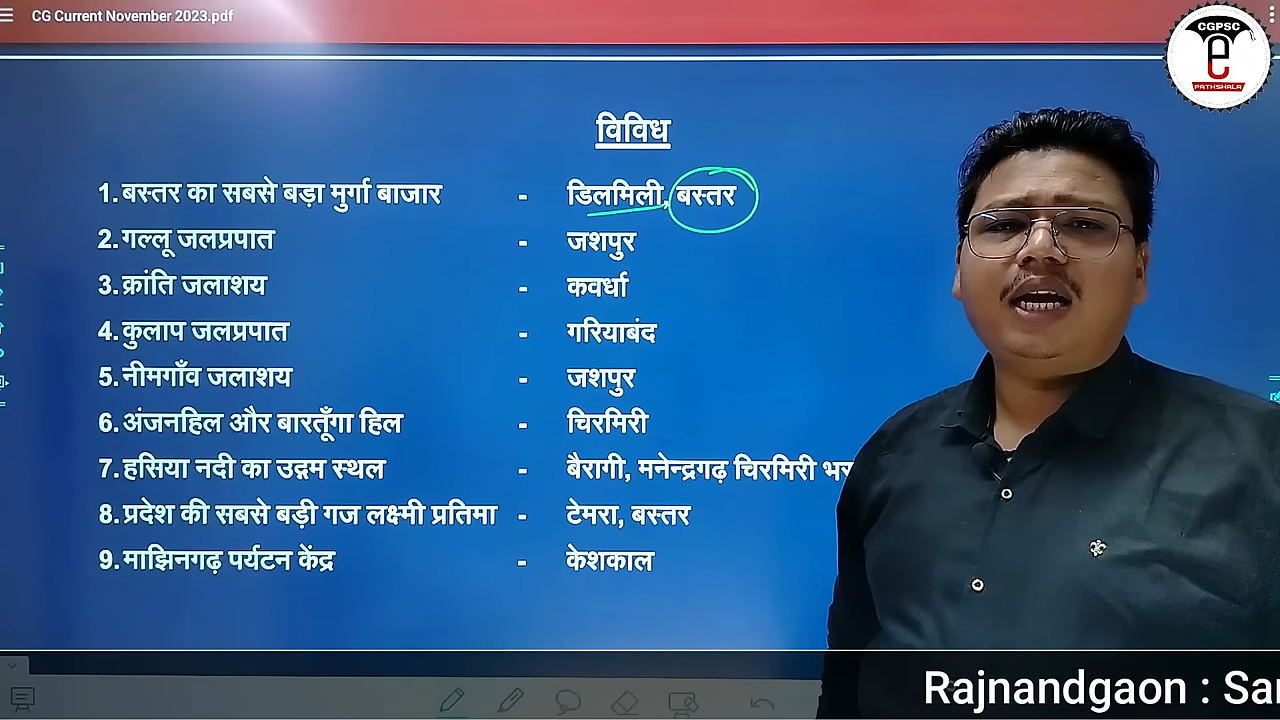 CG Current November 2023.pdf
CGPSC
e
PATHSHALA
विविध
1. बस्तर का सबसे बड़ा मुर्गा बाजार - डिलमिली, बस्तर
2. गल्लू जलप्रपात - जशपुर
3. क्रांति जलाशय - कवर्धा
4. कुलाप जलप्रपात - गरियाबंद
5. नीमगाँव जलाशय - जशपुर
6. अंजनहिल और बारतूँगा हिल - चिरमिरी
7. हसिया नदी का उद्गम स्थल - बैरागी, मनेन्द्रगढ़ चिरमिरी
8. प्रदेश की सबसे बड़ी गज लक्ष्मी प्रतिमा - टेमरा, बस्तर
9. माझिनगढ़ पर्यटन केंद्र - केशकाल
Rajnandgaon :